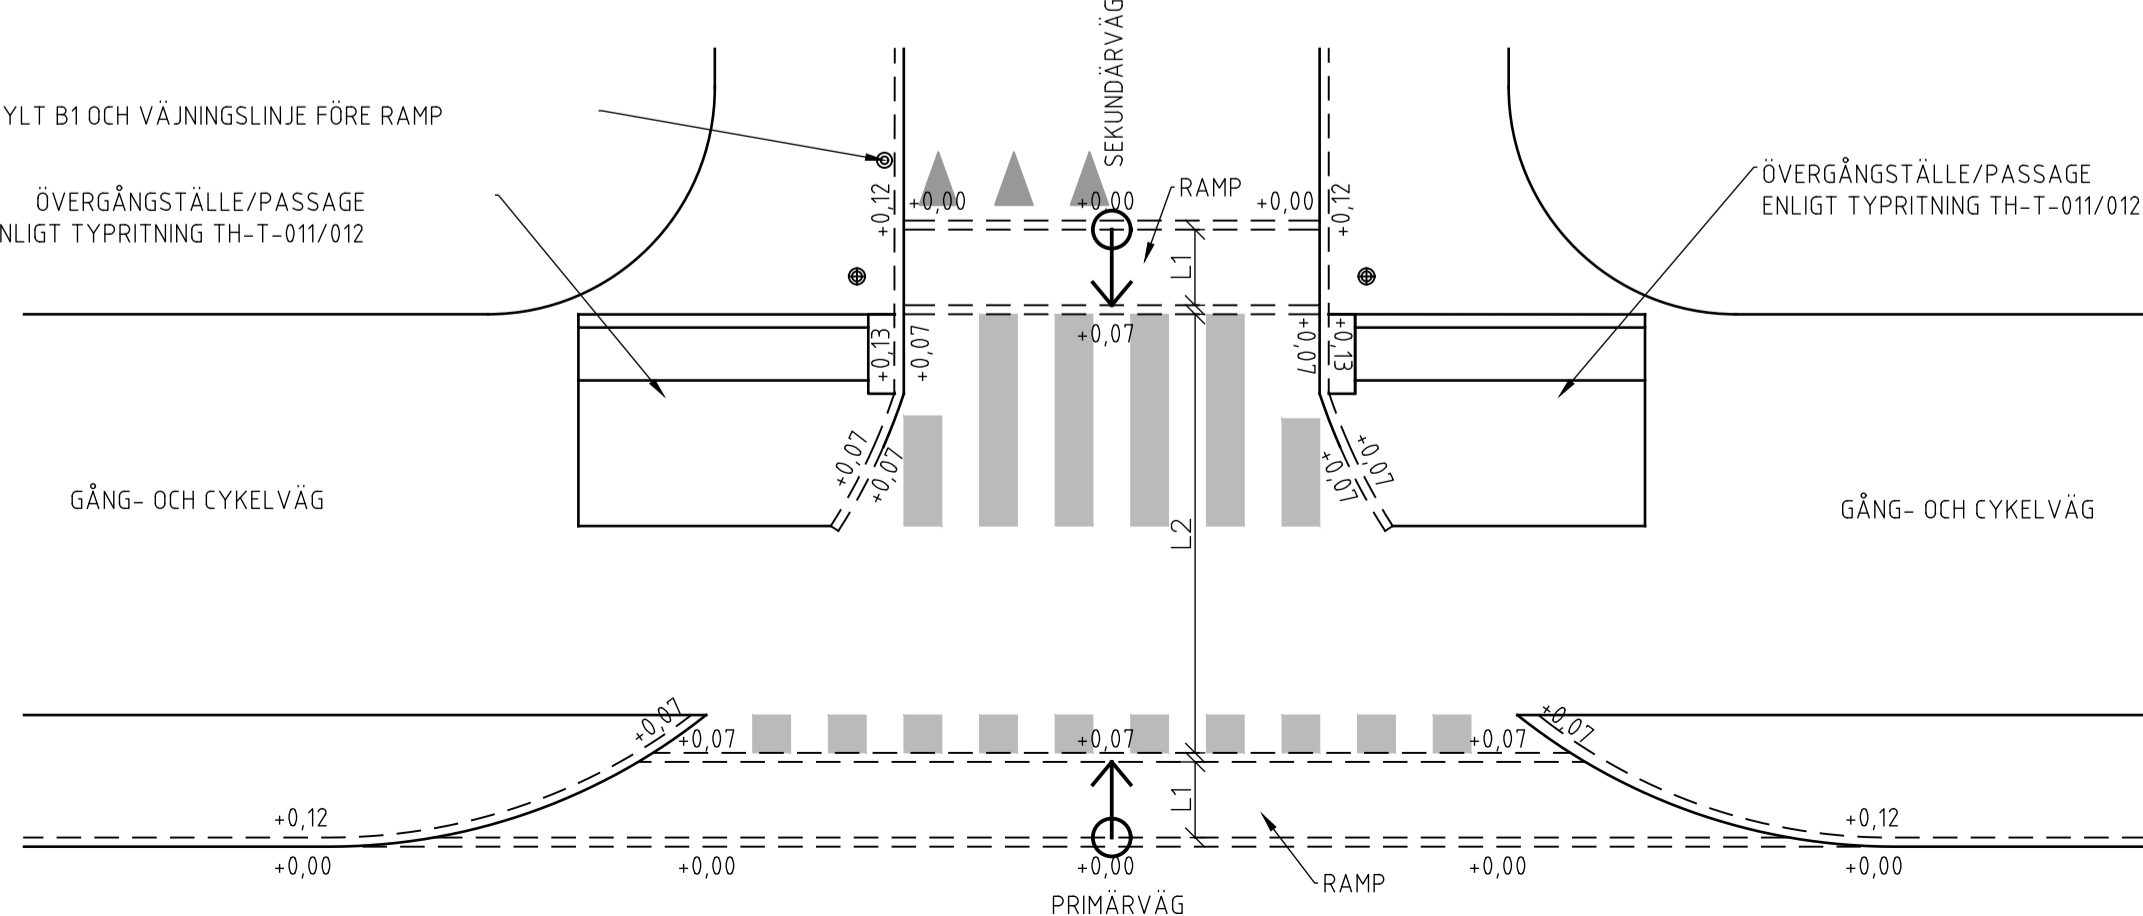 SEKUNDÄRVÄG
YLT B1 OCH VÄJNINGSLINJE FÖRE RAMP
ÖVERGÅNGSTÄLLE/PASSAGE
NLIGT TYPRITNING TH-T-011/012
RAMP
ÖVERGÅNGSTÄLLE/PASSAGE
ENLIGT TYPRITNING TH-T-011/012
+0,12
+0,00
+0,00
+0,00
+0,12
L1
+0,13
+0,07
+0,07
+0,07
+0,13
+0,07
+0,07
+0,07
+0,07
GÅNG- OCH CYKELVÄG
L2
GÅNG- OCH CYKELVÄG
+0,07
+0,07
+0,07
+0,07
+0,07
L1
+0,12
+0,12
+0,00
+0,00
+0,00
+0,00
+0,00
RAMP
PRIMÄRVÄG